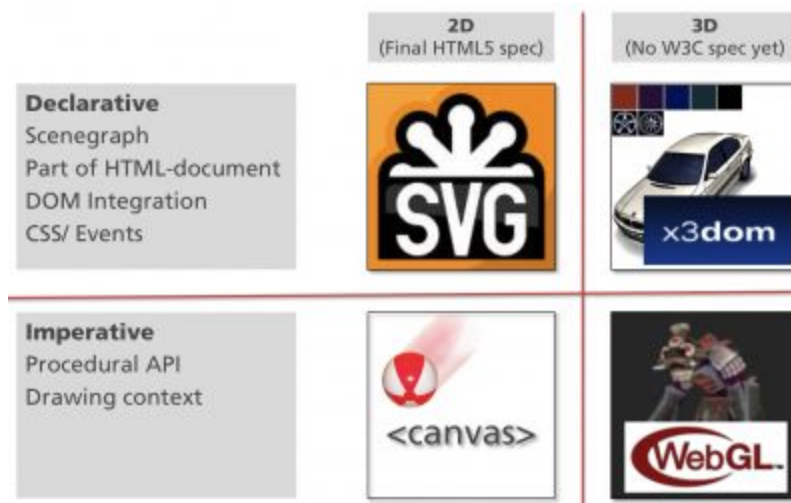 2D
(Final HTML5 spec)
3D
(No W3C spec yet)
Declarative
Scenegraph
Part of HTML-document
DOM Integration
CSS/ Events
SVG
x3dom
Imperative
Procedural API
Drawing context
<canvas>
WebGL